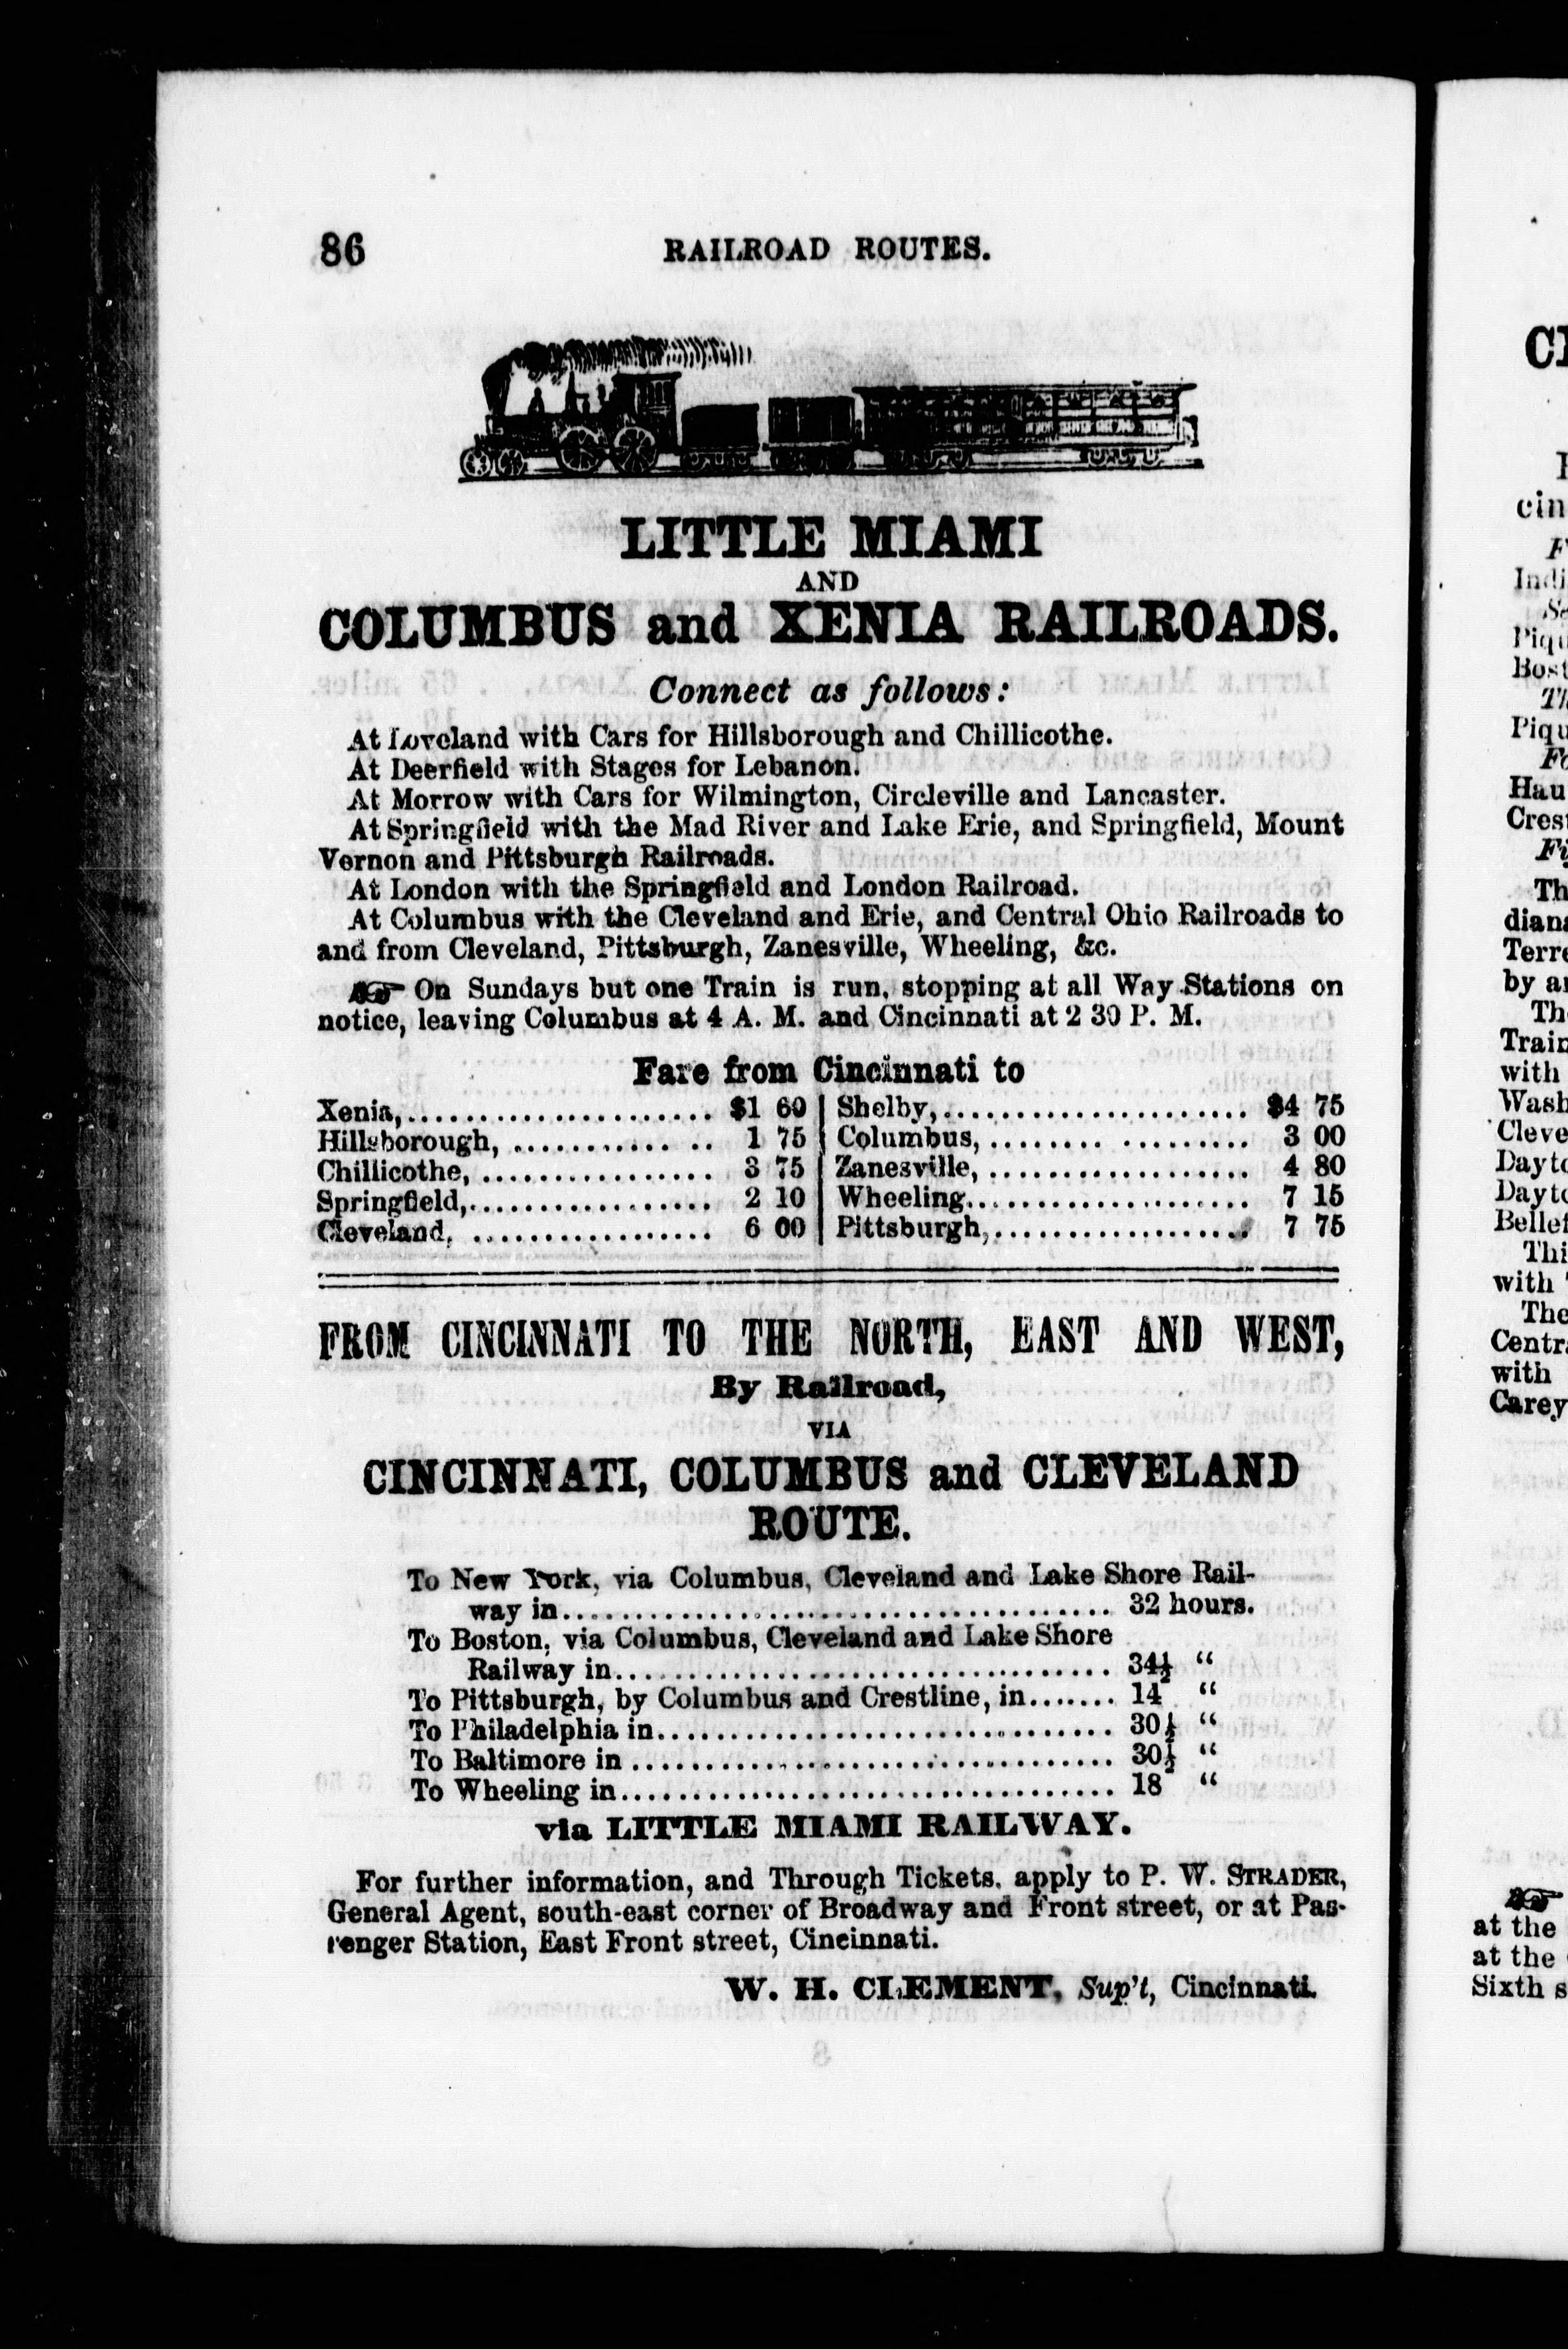 86 RAILROAD ROUTES.
LITTLE MIAMI
AND
COLUMBUS and XENIA RAILROADS.
Connect as follows:
At Loveland with Cars for Hillsborough and Chillicothe.
At Deerfield with Stages for Lebanon.
At Morrow with Cars for Wilmington, Circleville and Lancaster.
At Springfield with the Mad River and Lake Erie, and Springfield, Mount
Vernon and Pittsburgh Railroads.
At London with the Springfield and London Railroad.
At Columbus with the Cleveland and Erie, and Central Ohio Railroads to
and from Cleveland, Pittsburgh, Zanesville, Wheeling, &c.
☞ On Sundays but one Train is run, stopping at all Way Stations on
notice, leaving Columbus at 4 A. M. and Cincinnati at 2 30 P. M.
Fare from Cincinnati to
Xenia,...................... $1 60 | Shelby,...................... $4 75
Hillsborough, ............ .. 1 75 | Columbus, ........ ......... 3 00
Chillicothe, ................. 3 75 | Zanesville, ................... 4 80
Springfield,.................. 2 10 | Wheeling.................... 7 15
Cleveland, ................. 6 00 | Pittsburgh,................... 7 75
FROM CINCINNATI TO THE NORTH, EAST AND WEST,
By Railroad,
VIA
CINCINNATI, COLUMBUS and CLEVELAND
ROUTE.
To New York, via Columbus, Cleveland and Lake Shore Rail-
way in....................................... 32 hours.
To Boston, via Columbus, Cleveland and Lake Shore
Railway in................................... 34½ “
To Pittsburgh, by Columbus and Crestline, in....... 14 “
To Philadelphia in................................ 30½ “
To Baltimore in .................................. 30½ “
To Wheeling in................................... 18 “
via LITTLE MIAMI RAILWAY.
For further information, and Through Tickets, apply to P. W. STRADER,
General Agent, south-east corner of Broadway and Front street, or at Pas-
senger Station, East Front street, Cincinnati.
W. H. CLEMENT, Sup't, Cincinnati.